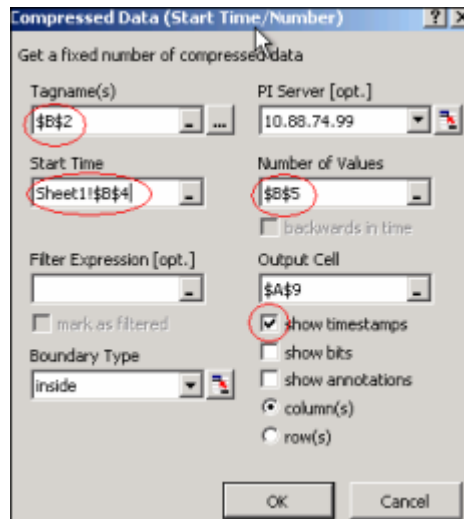 Compressed Data (Start Time/Number)
Get a fixed number of compressed data
Tagname(s)
$B$2
...
PI Server [opt.]
10.88.74.99
Start Time
Sheet1!$B$4
Number of Values
$B$5
backwards in time
Filter Expression [opt.]
mark as filtered
Output Cell
$A$9
show timestamps
show bits
show annotations
column(s)
row(s)
Boundary Type
inside
OK
Cancel